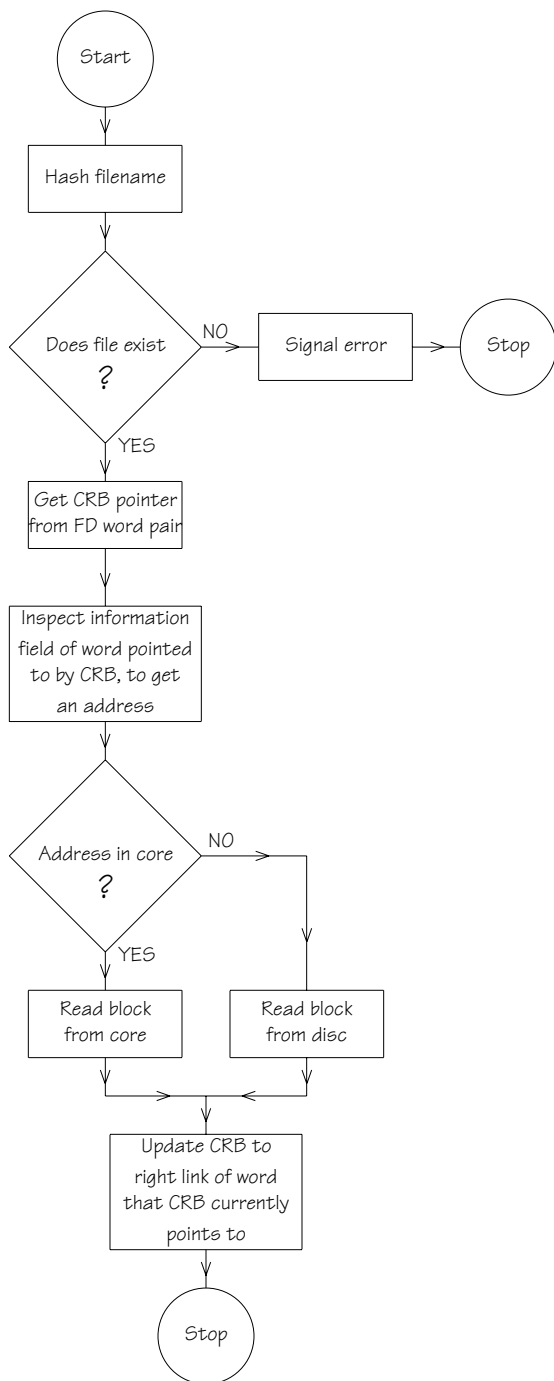 Start
Hash filename
Does file exist
?
NO
Signal error
Stop
YES
Get CRB pointer
from FD word pair
Inspect information
field of word pointed
to by CRB, to get
an address
Address in core
?
NO
YES
Read block
from core
Read block
from disc
Update CRB to
right link of word
that CRB currently
points to
Stop